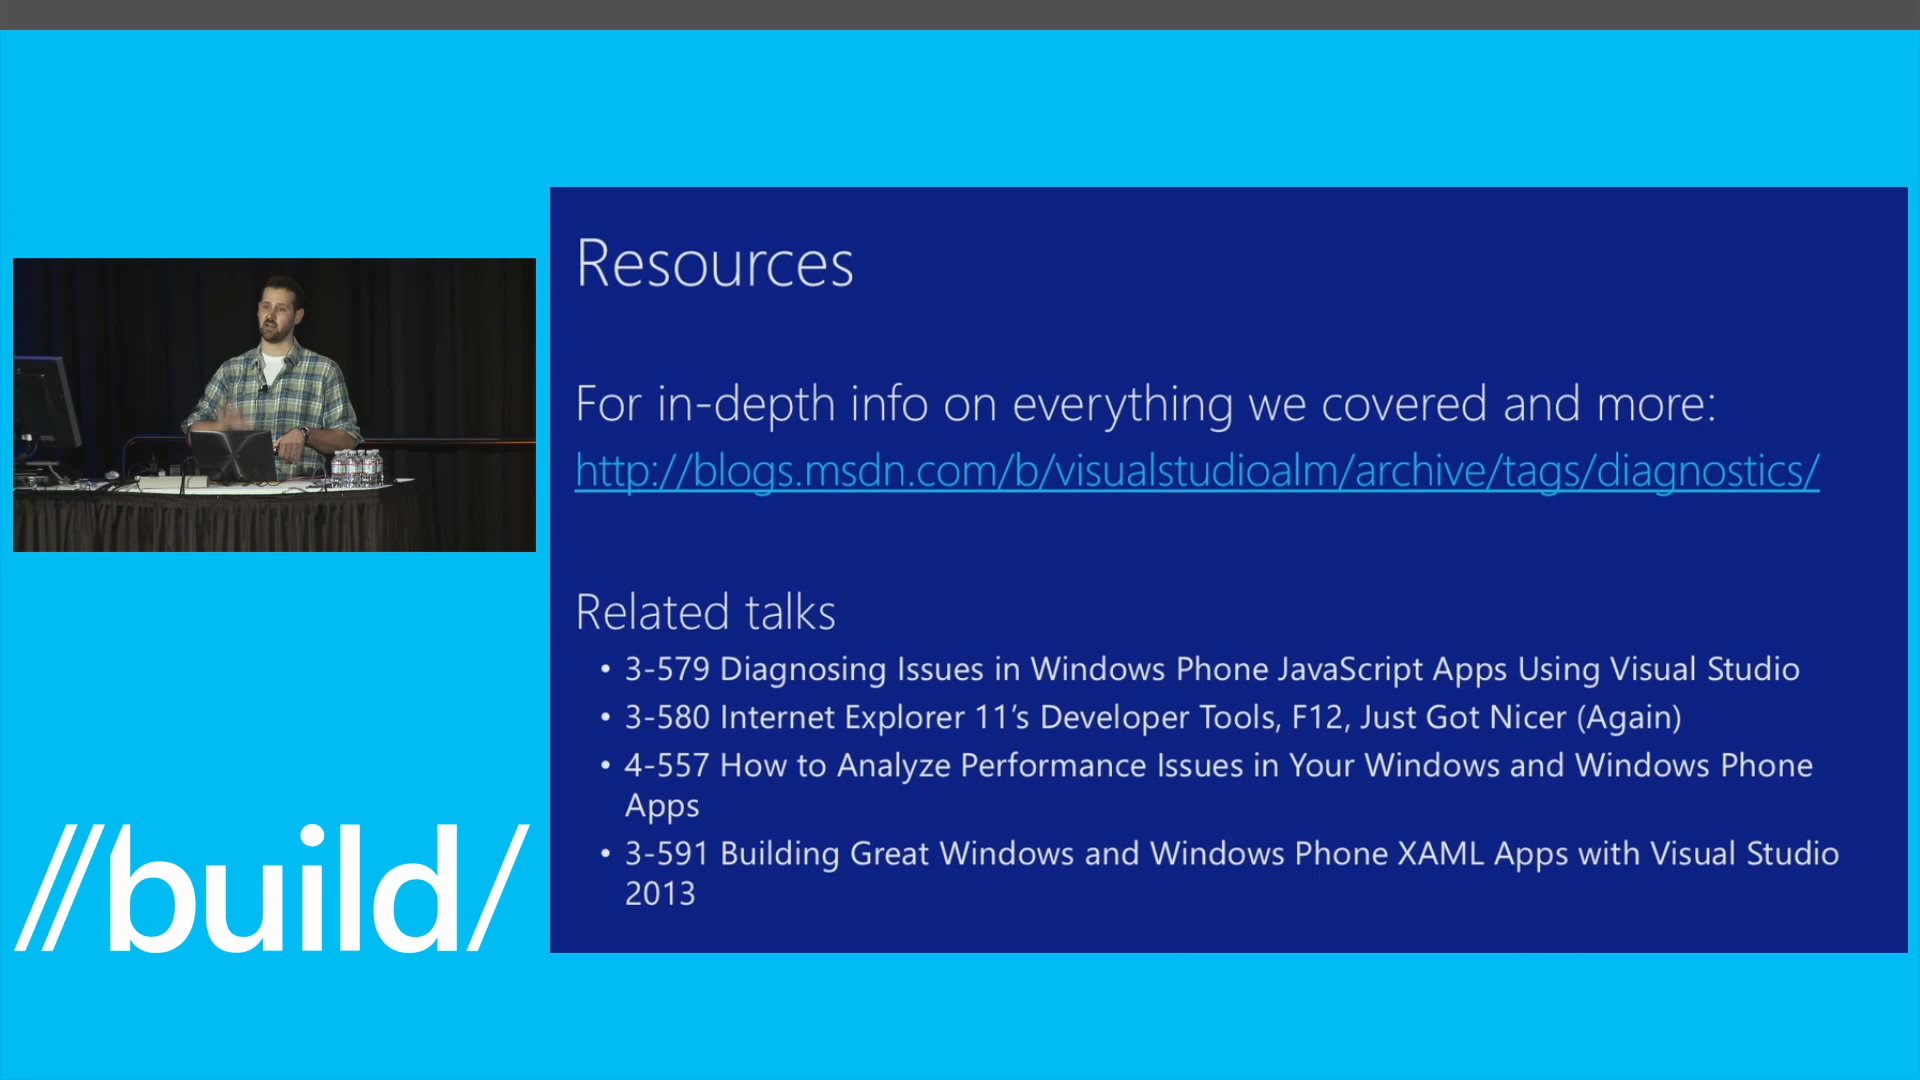 Resources
For in-depth info on everything we covered and more:
http://blogs.msdn.com/b/visualstudioalm/archive/tags/diagnostics/
Related talks
• 3-579 Diagnosing Issues in Windows Phone JavaScript Apps Using Visual Studio
• 3-580 Internet Explorer 11’s Developer Tools, F12, Just Got Nicer (Again)
• 4-557 How to Analyze Performance Issues in Your Windows and Windows Phone
Apps
• 3-591 Building Great Windows and Windows Phone XAML Apps with Visual Studio
2013
//build/